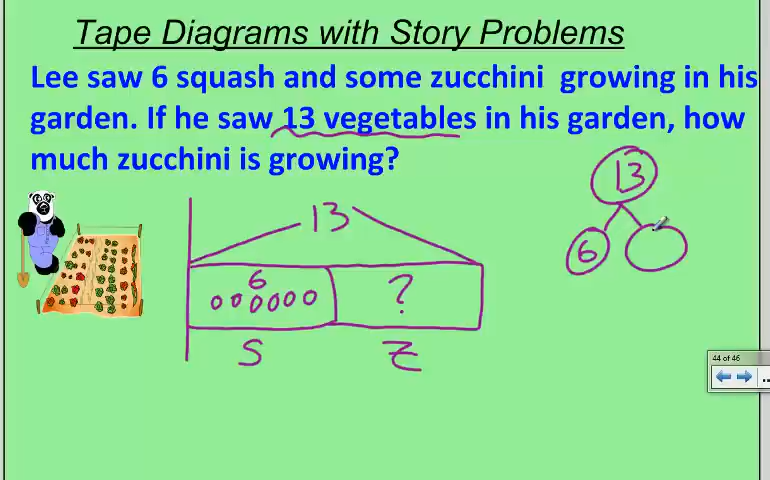 Tape Diagrams with Story Problems
Lee saw 6 squash and some zucchini growing in his
garden. If he saw 13 vegetables in his garden, how
much zucchini is growing?
13
6
?
S
Z
13
6
44 of 46
...